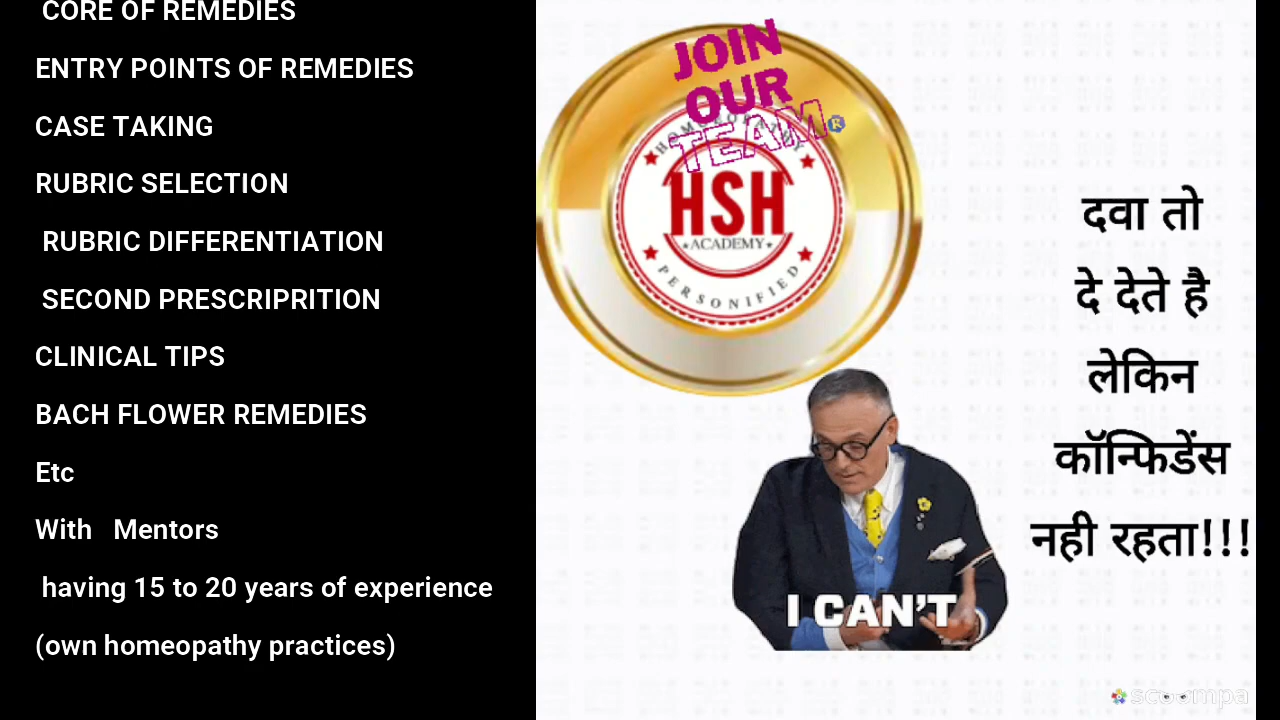 CORE OF REMEDIES
ENTRY POINTS OF REMEDIES
CASE TAKING
RUBRIC SELECTION
RUBRIC DIFFERENTIATION
SECOND PRESCRIPRITION
CLINICAL TIPS
BACH FLOWER REMEDIES
Etc
With Mentors
having 15 to 20 years of experience
(own homeopathy practices)
JOIN
OUR
TEAM
®
HOMOEOPATHY
HSH
ACADEMY
PERSONIFIED
दवा तो
दे देते है
लेकिन
कॉन्फिडेंस
नही रहता!!!
I CAN'T
scoompa